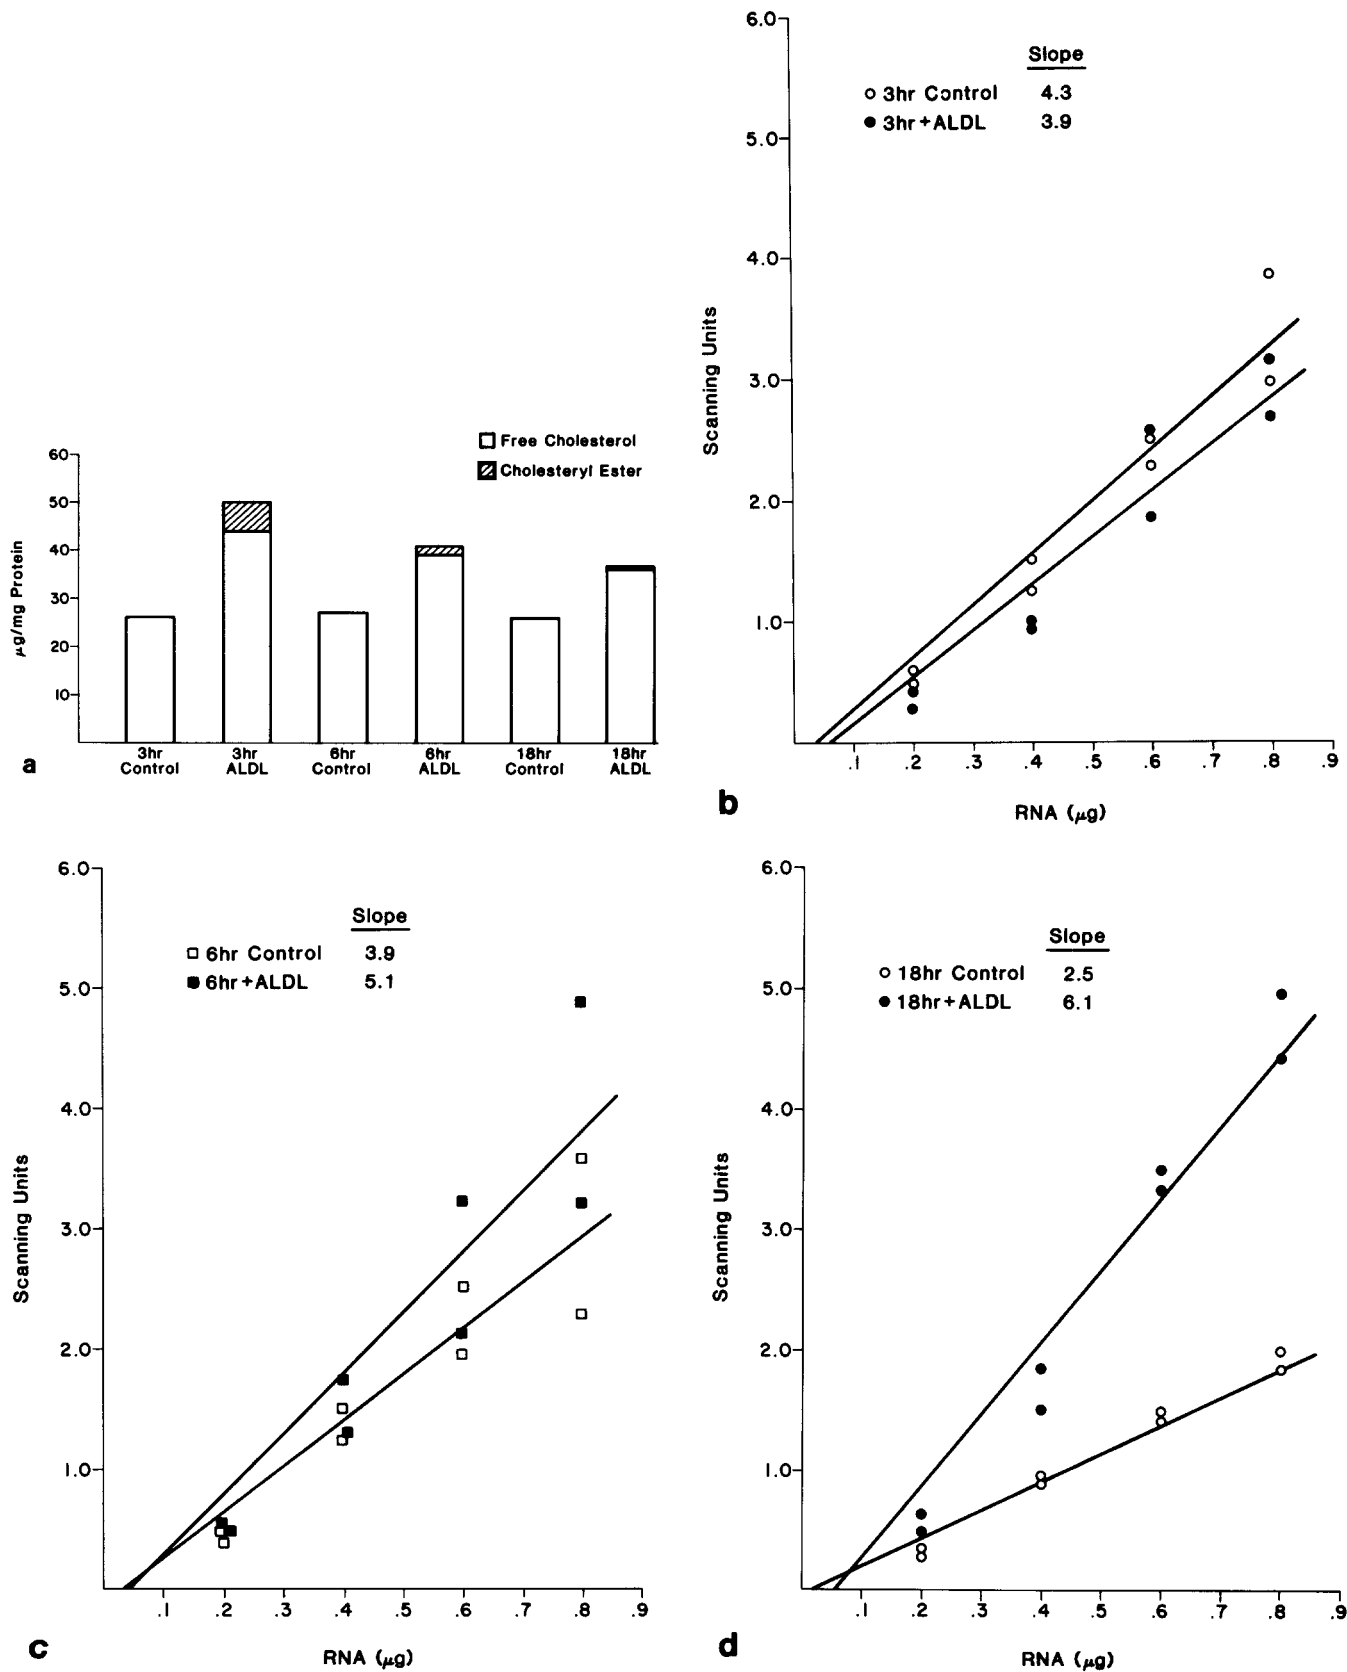 Free Cholesterol
Cholesteryl Ester
60
50
40
30
20
10
μg/mg Protein
3hr Control
3hr ALDL
6hr Control
6hr ALDL
18hr Control
18hr ALDL
a
Slope
3hr Control 4.3
3hr+ALDL 3.9
6.0
5.0
4.0
3.0
2.0
1.0
Scanning Units
.1 .2 .3 .4 .5 .6 .7 .8 .9
RNA (μg)
b
Slope
6hr Control 3.9
6hr+ALDL 5.1
6.0
5.0
4.0
3.0
2.0
1.0
Scanning Units
.1 .2 .3 .4 .5 .6 .7 .8 .9
RNA (μg)
c
Slope
18hr Control 2.5
18hr+ALDL 6.1
6.0
5.0
4.0
3.0
2.0
1.0
Scanning Units
.1 .2 .3 .4 .5 .6 .7 .8 .9
RNA (μg)
d